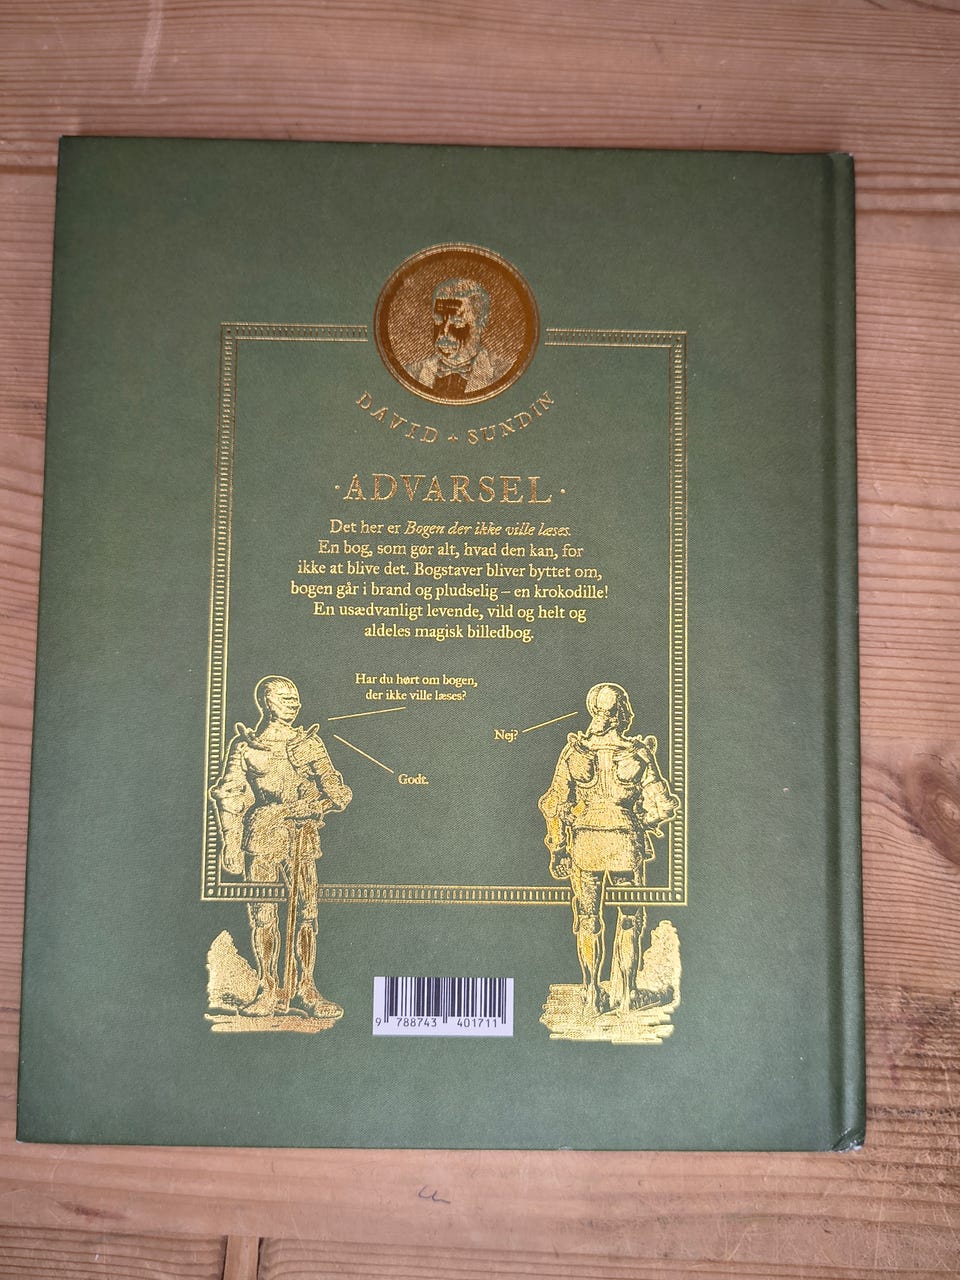 DAVID + SUNDIN
·ADVARSEL·
Det her er Bogen der ikke ville læses.
En bog, som gør alt, hvad den kan, for
ikke at blive det. Bogstaver bliver byttet om,
bogen går i brand og pludselig – en krokodille!
En usædvanligt levende, vild og helt og
aldeles magisk billedbog.
Har du hørt om bogen,
der ikke ville læses?
Nej?
Godt.
9 788743 401711